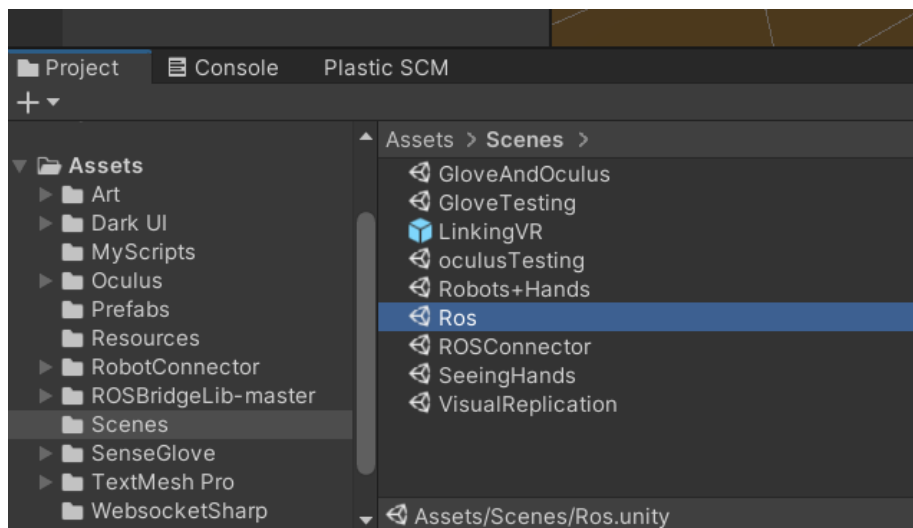 Project Console Plastic SCM
Assets
Art
Dark UI
MyScripts
Oculus
Prefabs
Resources
RobotConnector
ROSBridgeLib-master
Scenes
SenseGlove
TextMesh Pro
WebsocketSharp
Assets > Scenes >
GloveAndOculus
GloveTesting
LinkingVR
oculusTesting
Robots+Hands
Ros
ROSConnector
SeeingHands
VisualReplication
Assets/Scenes/Ros.unity